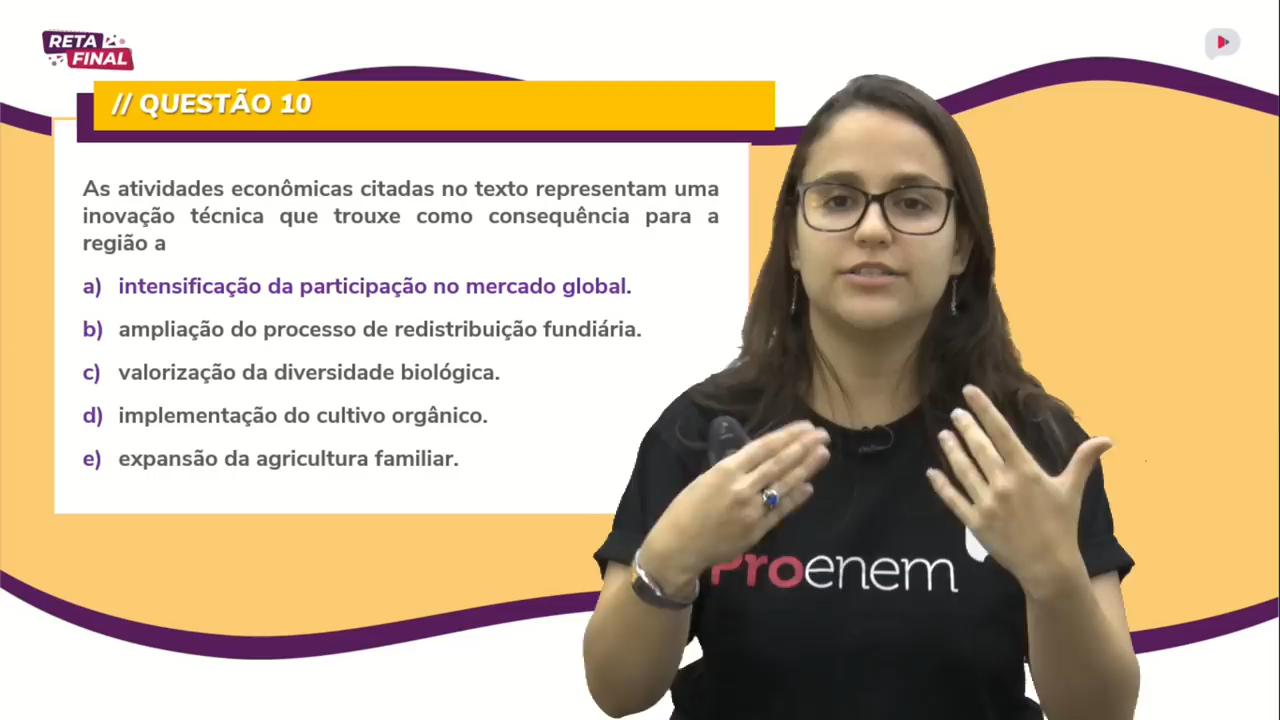 RETA
FINAL
// QUESTÃO 10
As atividades econômicas citadas no texto representam uma
inovação técnica que trouxe como consequência para a
região a
a) intensificação da participação no mercado global.
b) ampliação do processo de redistribuição fundiária.
c) valorização da diversidade biológica.
d) implementação do cultivo orgânico.
e) expansão da agricultura familiar.
Proenem